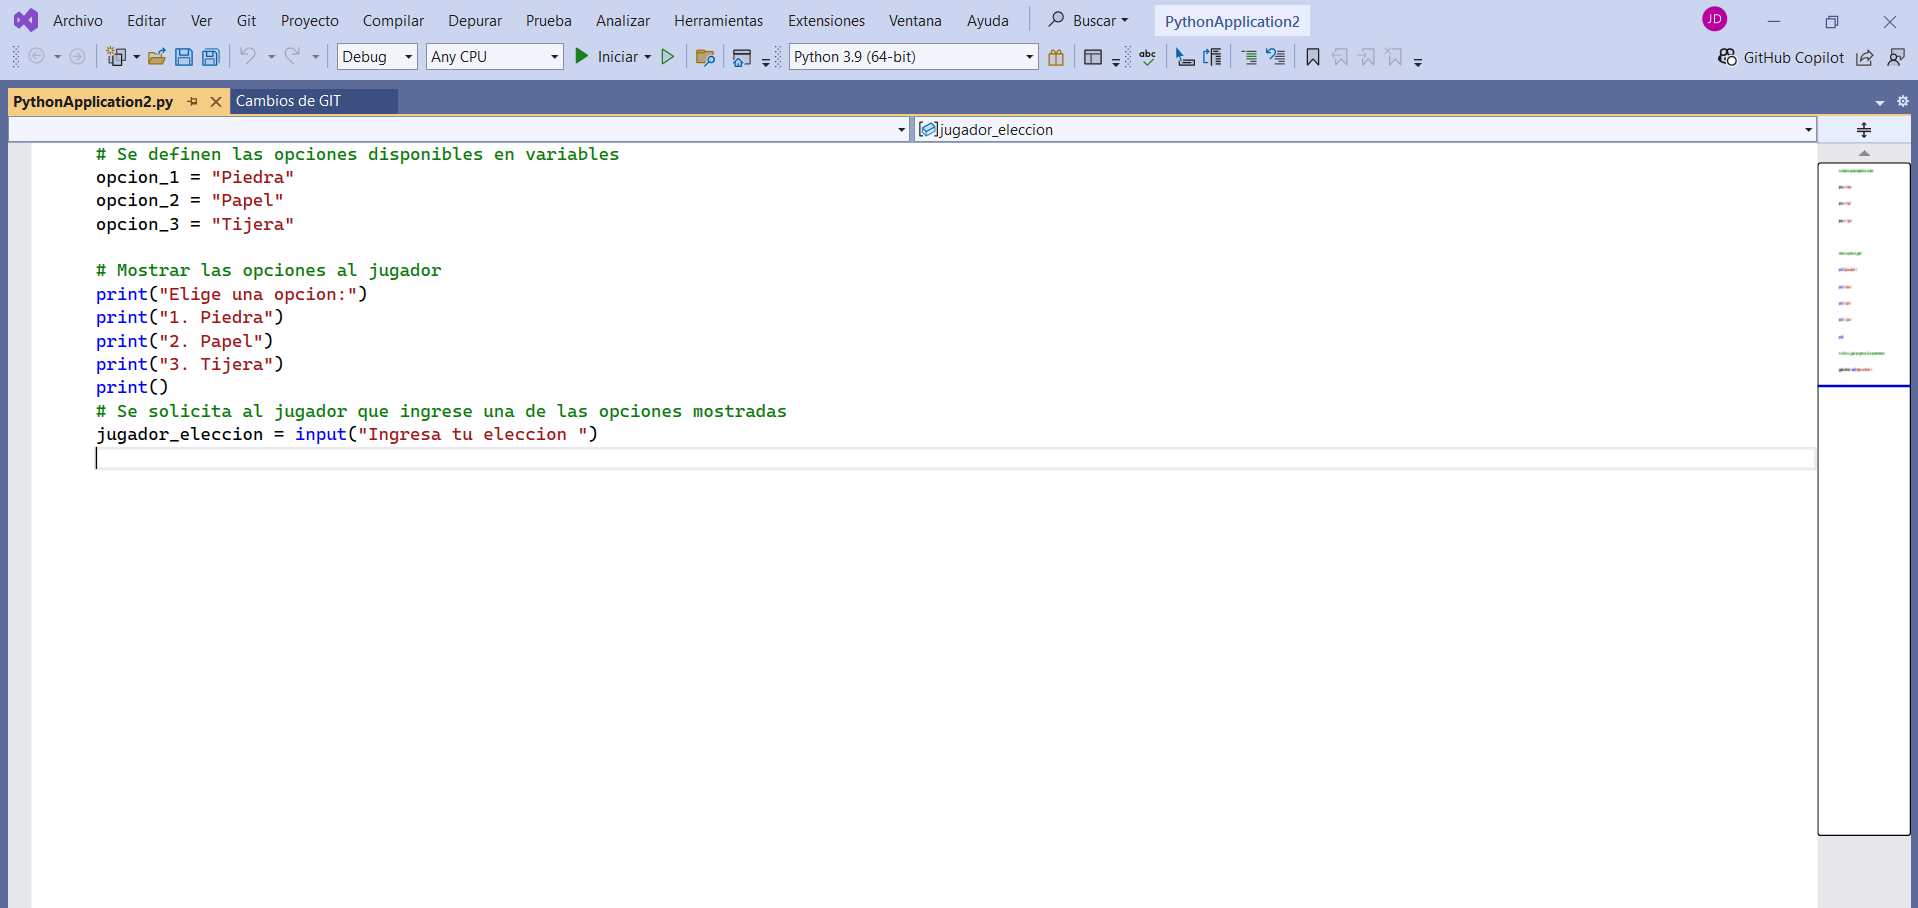 Archivo Editar Ver Git Proyecto Compilar Depurar Prueba Analizar Herramientas Extensiones Ventana Ayuda Buscar PythonApplication2 JD
Debug Any CPU Iniciar Python 3.9 (64-bit) abc GitHub Copilot
PythonApplication2.py Cambios de GIT
jugador_eleccion
# Se definen las opciones disponibles en variables
opcion_1 = "Piedra"
opcion_2 = "Papel"
opcion_3 = "Tijera"
# Mostrar las opciones al jugador
print("Elige una opcion:")
print("1. Piedra")
print("2. Papel")
print("3. Tijera")
print()
# Se solicita al jugador que ingrese una de las opciones mostradas
jugador_eleccion = input("Ingresa tu eleccion ")